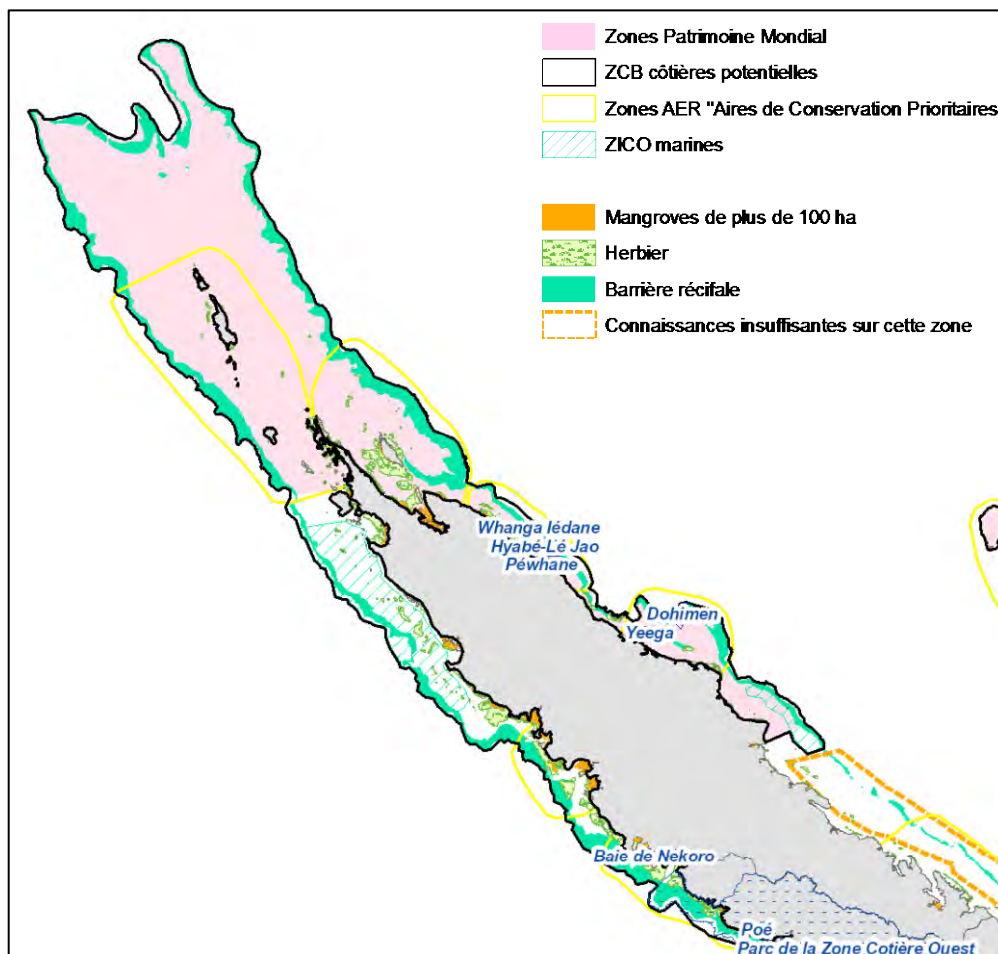 Zones Patrimoine Mondial
ZCB côtières potentielles
Zones AER "Aires de Conservation Prioritaires
ZICO marines
Mangroves de plus de 100 ha
Herbier
Barrière récifale
Connaissances insuffisantes sur cette zone
Whanga Iédane
Hyabé-Lé Jao
Péwhane
Dohimen
Yeega
Baie de Nekoro
Poé
Parc de la Zone Cotière Ouest